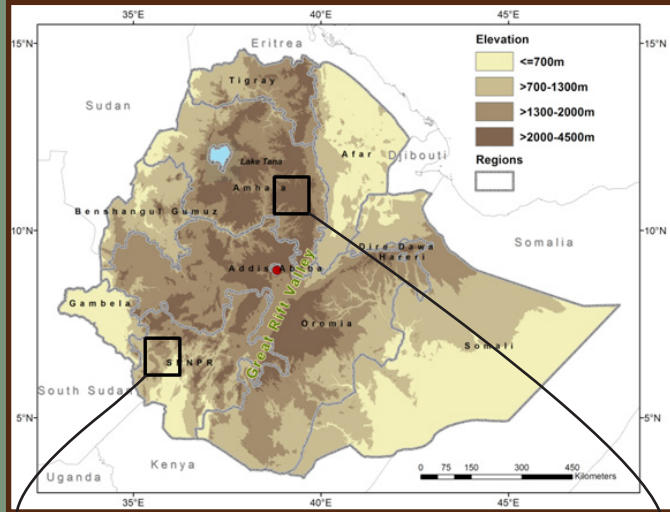 35°E 40°E 45°E
15°N 15°N
Eritrea
Elevation
<=700m
>700-1300m
>1300-2000m
>2000-4500m
Regions
Tigray
Sudan
Lake Tana
Afar
Djibouti
Amhara
Benshangul Gumuz
10°N 10°N
Dire Dawa
Hareri
Somalia
Addis Ababa
Great Rift Valley
Gambela
Oromia
Somali
SNNPR
South Sudan
5°N 5°N
Kenya
Uganda
0 75 150 300 450
Kilometers
35°E 40°E 45°E